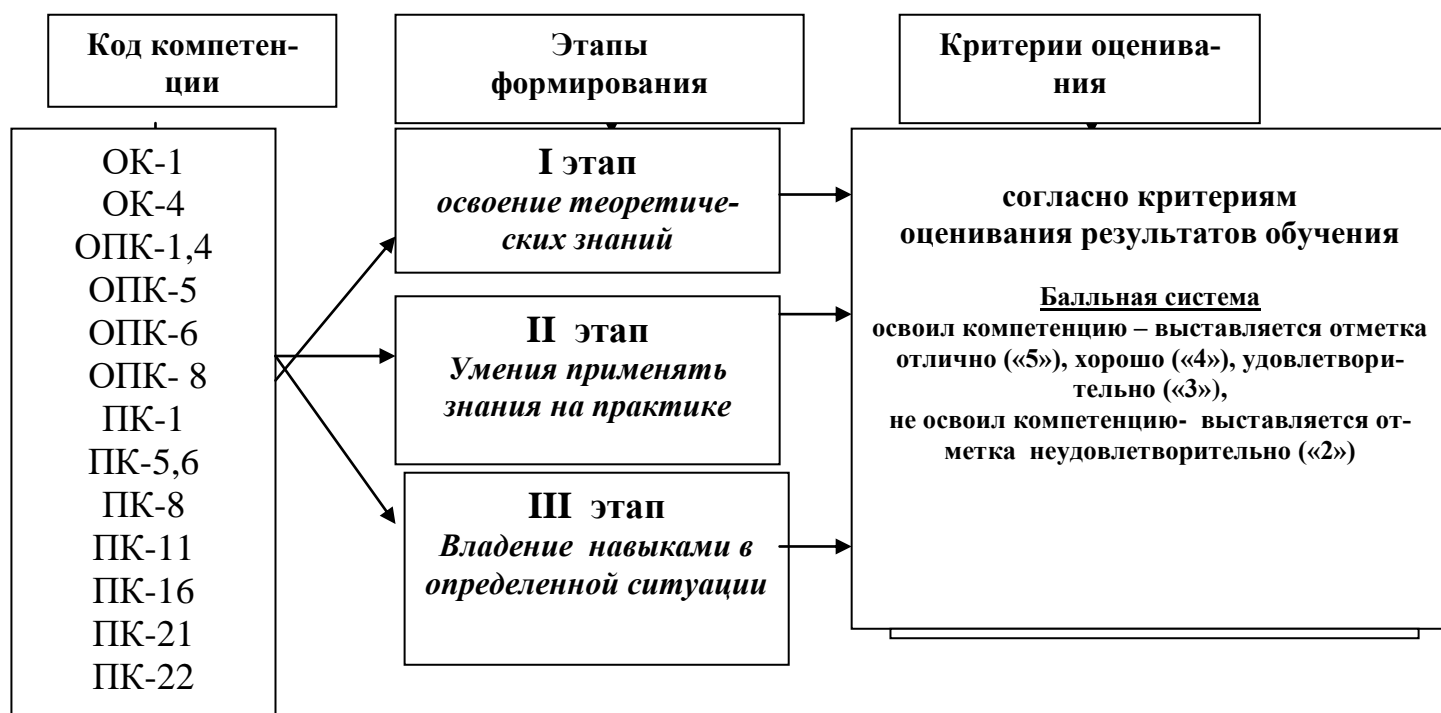 Код компетен-
ции
Этапы
формирования
Критерии оценива-
ния
ОК-1
ОК-4
ОПК-1,4
ОПК-5
ОПК-6
ОПК- 8
ПК-1
ПК-5,6
ПК-8
ПК-11
ПК-16
ПК-21
ПК-22
I этап
освоение теоретиче-
ских знаний
II этап
Умения применять
знания на практике
III этап
Владение навыками в
определенной ситуации
согласно критериям
оценивания результатов обучения
Балльная система
освоил компетенцию – выставляется отметка
отлично («5»), хорошо («4»), удовлетвори-
тельно («3»),
не освоил компетенцию- выставляется от-
метка неудовлетворительно («2»)